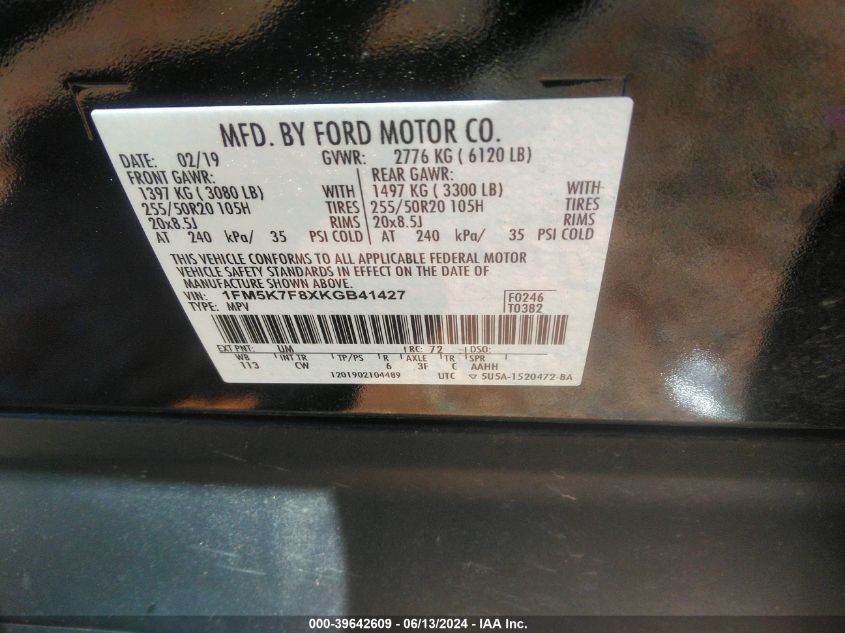 MFD. BY FORD MOTOR CO.
DATE: 02/19 GVWR: 2776 KG ( 6120 LB)
FRONT GAWR: REAR GAWR:
1397 KG ( 3080 LB) WITH 1497 KG ( 3300 LB) WITH
255/50R20 105H TIRES 255/50R20 105H TIRES
20x8.5J RIMS 20x8.5J RIMS
AT 240 kPa/ 35 PSI COLD AT 240 kPa/ 35 PSI COLD
THIS VEHICLE CONFORMS TO ALL APPLICABLE FEDERAL MOTOR
VEHICLE SAFETY STANDARDS IN EFFECT ON THE DATE OF
MANUFACTURE SHOWN ABOVE.
VIN: 1FM5K7F8XKGB41427 F0246
TYPE: MPV T0382
EXT PNT: UM RC: 72 DSO:
WB INT TR TP/PS R AXLE TR SPR
113 CW 6 3F C AAHH
1201902104489 UTC 5U5A-1520472-BA
000-39642609 - 06/13/2024 - IAA Inc.